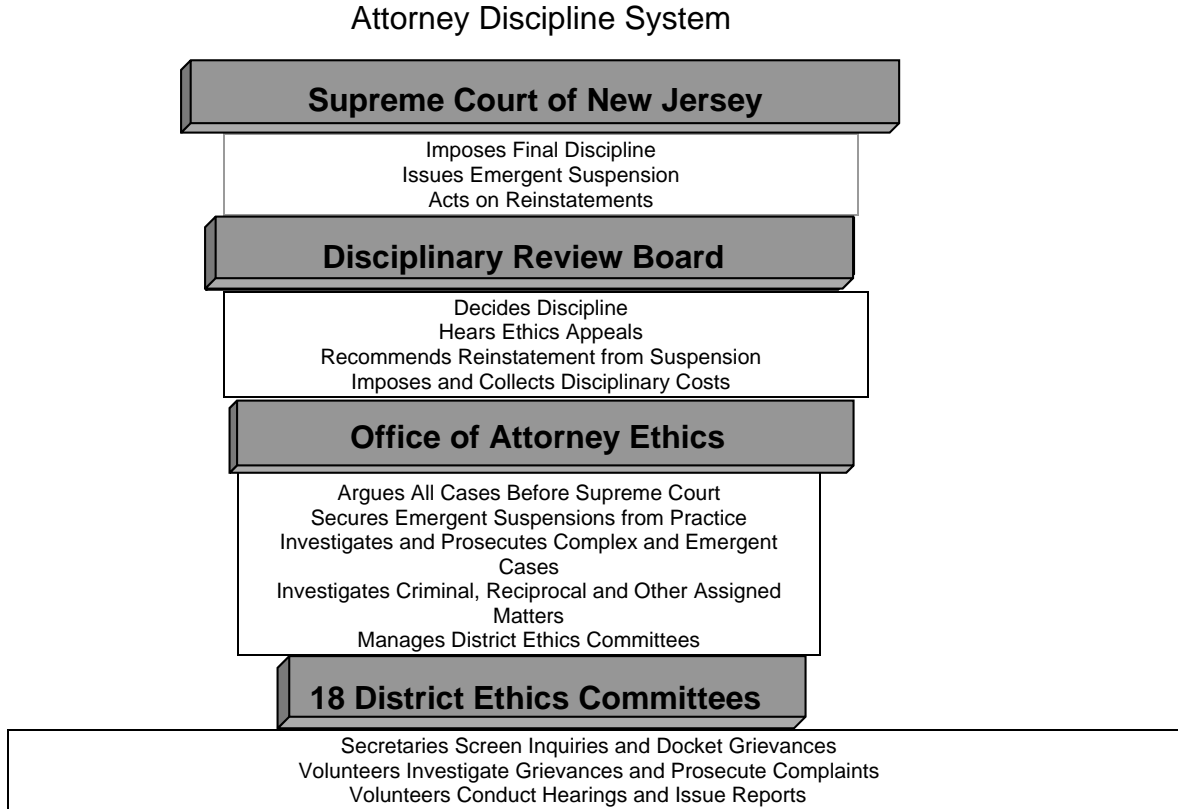 Attorney Discipline System
Supreme Court of New Jersey
Imposes Final Discipline
Issues Emergent Suspension
Acts on Reinstatements
Disciplinary Review Board
Decides Discipline
Hears Ethics Appeals
Recommends Reinstatement from Suspension
Imposes and Collects Disciplinary Costs
Office of Attorney Ethics
Argues All Cases Before Supreme Court
Secures Emergent Suspensions from Practice
Investigates and Prosecutes Complex and Emergent
Cases
Investigates Criminal, Reciprocal and Other Assigned
Matters
Manages District Ethics Committees
18 District Ethics Committees
Secretaries Screen Inquiries and Docket Grievances
Volunteers Investigate Grievances and Prosecute Complaints
Volunteers Conduct Hearings and Issue Reports